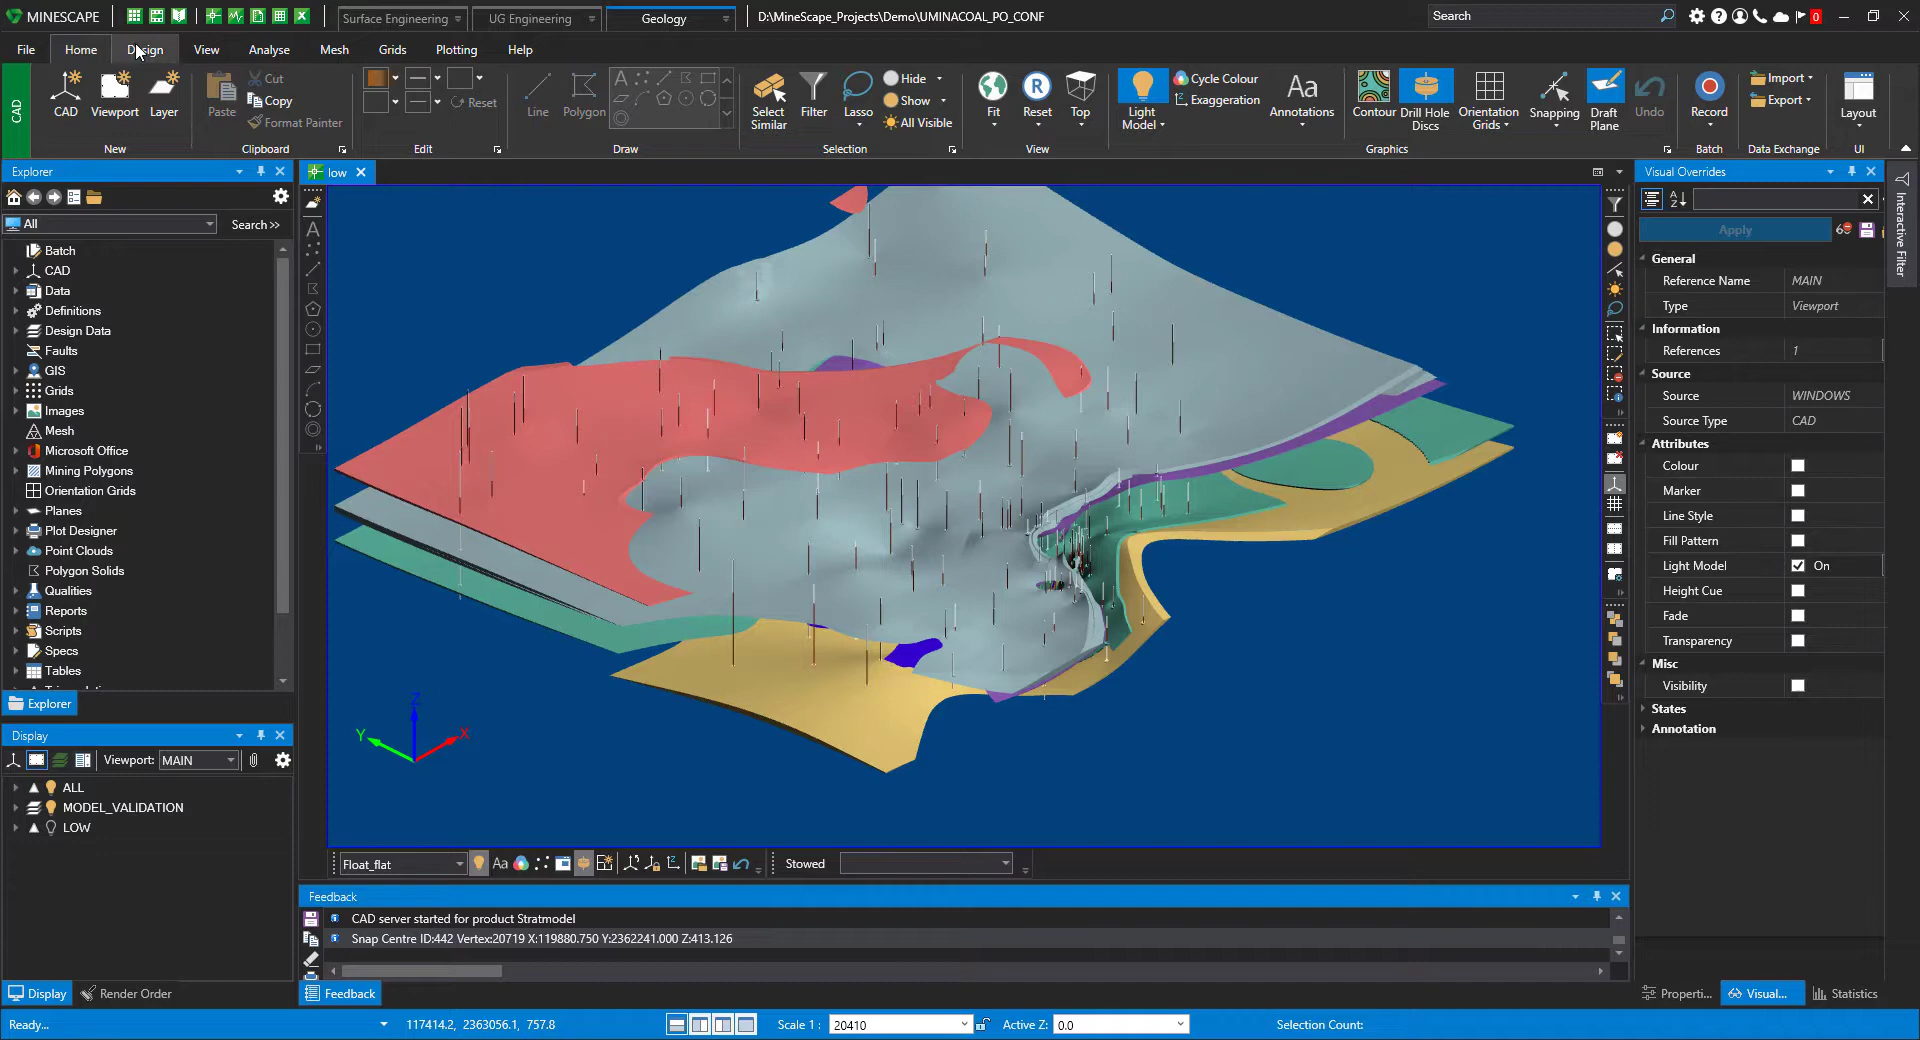 MINESCAPE
Surface Engineering
UG Engineering
Geology
D:\MineScape_Projects\Demo\UMINACOAL_PO_CONF
Search
0
File
Home
Design
View
Analyse
Mesh
Grids
Plotting
Help
CAD
CAD
Viewport
Layer
New
Paste
Cut
Copy
Format Painter
Clipboard
Reset
Edit
Line
Polygon
Draw
Select Similar
Filter
Lasso
Hide
Show
All Visible
Selection
Fit
Reset
Top
View
Light Model
Cycle Colour
Exaggeration
Annotations
Contour
Drill Hole Discs
Orientation Grids
Snapping
Draft Plane
Undo
Graphics
Record
Batch
Import
Export
Data Exchange
Layout
UI
Explorer
All
Search >>
Batch
CAD
Data
Definitions
Design Data
Faults
GIS
Grids
Images
Mesh
Microsoft Office
Mining Polygons
Orientation Grids
Planes
Plot Designer
Point Clouds
Polygon Solids
Qualities
Reports
Scripts
Specs
Tables
Explorer
Display
Viewport: MAIN
ALL
MODEL_VALIDATION
LOW
Display
Render Order
low
Z
Y
X
Float_flat
Stowed
Feedback
CAD server started for product Stratmodel
Snap Centre ID:442 Vertex:20719 X:119880.750 Y:2362241.000 Z:413.126
Feedback
Visual Overrides
Apply
General
Reference Name MAIN
Type Viewport
Information
References 1
Source
Source WINDOWS
Source Type CAD
Attributes
Colour
Marker
Line Style
Fill Pattern
Light Model On
Height Cue
Fade
Transparency
Misc
Visibility
States
Annotation
Properti...
Visual...
Statistics
Interactive Filter
Ready...
117414.2, 2363056.1, 757.8
Scale 1 : 20410
Active Z: 0.0
Selection Count: